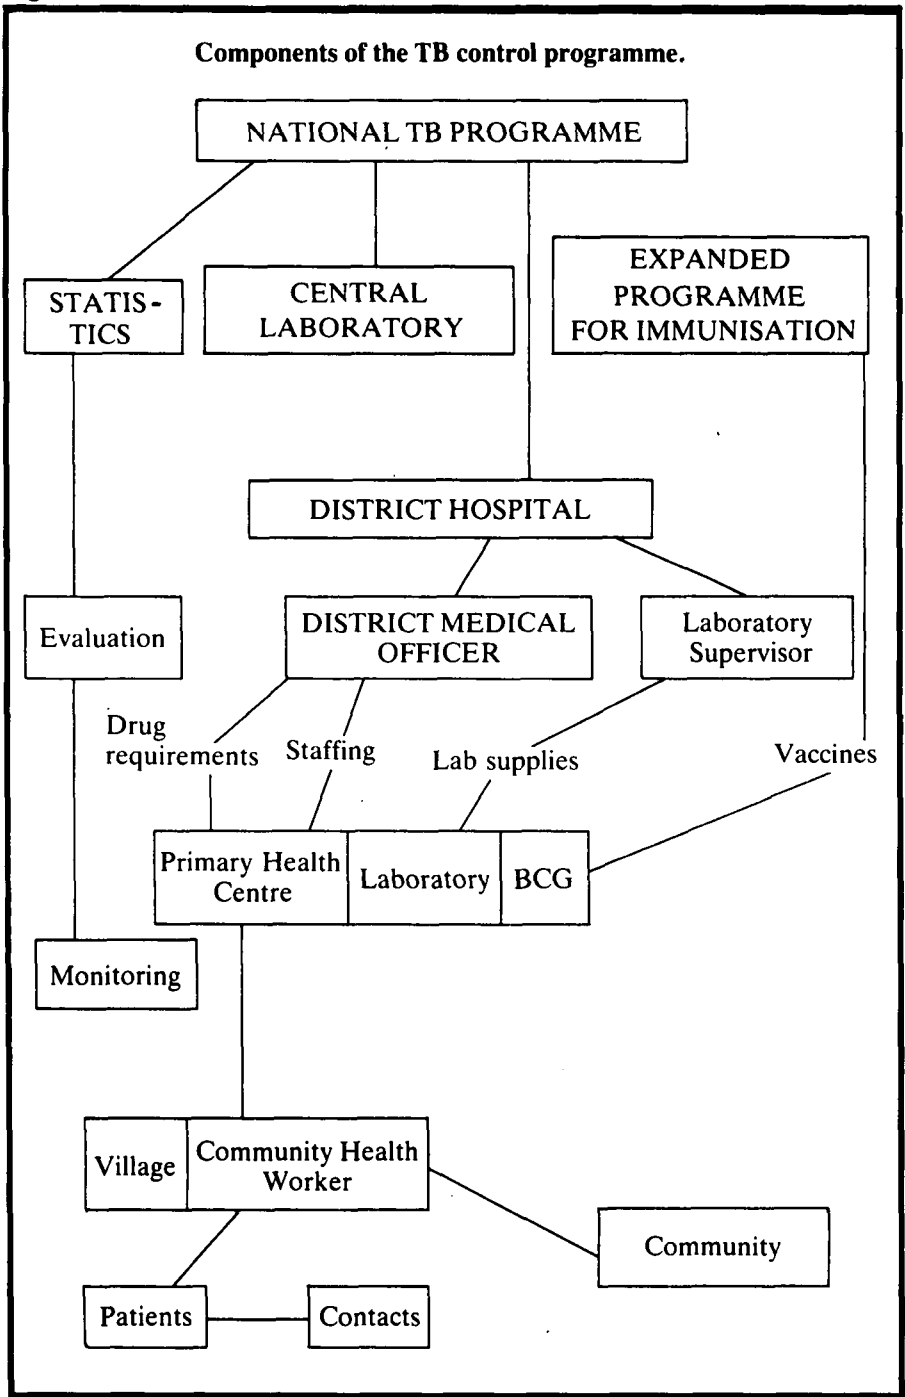 Components of the TB control programme.
NATIONAL TB PROGRAMME
STATIS-
TICS
CENTRAL
LABORATORY
EXPANDED
PROGRAMME
FOR IMMUNISATION
DISTRICT HOSPITAL
Evaluation
DISTRICT MEDICAL
OFFICER
Laboratory
Supervisor
Drug
requirements
Staffing
Lab supplies
Vaccines
Primary Health
Centre
Laboratory
BCG
Monitoring
Village
Community Health
Worker
Community
Patients
Contacts